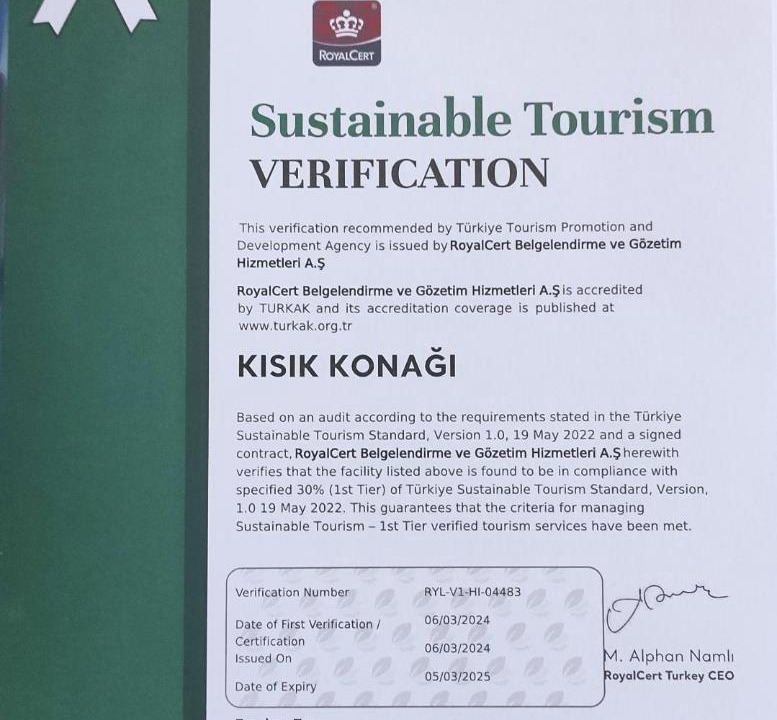 ROYALCERT
Sustainable Tourism
VERIFICATION
This verification recommended by Türkiye Tourism Promotion and
Development Agency is issued by RoyalCert Belgelendirme ve Gözetim
Hizmetleri A.Ş
RoyalCert Belgelendirme ve Gözetim Hizmetleri A.Ş is accredited
by TURKAK and its accreditation coverage is published at
www.turkak.org.tr
KISIK KONAĞI
Based on an audit according to the requirements stated in the Türkiye
Sustainable Tourism Standard, Version 1.0, 19 May 2022 and a signed
contract, RoyalCert Belgelendirme ve Gözetim Hizmetleri A.Ş herewith
verifies that the facility listed above is found to be in compliance with
specified 30% (1st Tier) of Türkiye Sustainable Tourism Standard, Version,
1.0 19 May 2022. This guarantees that the criteria for managing
Sustainable Tourism – 1st Tier verified tourism services have been met.
Verification Number RYL-V1-HI-04483
Date of First Verification / 06/03/2024
Certification
Issued On 06/03/2024
Date of Expiry 05/03/2025
M. Alphan Namlı
RoyalCert Turkey CEO